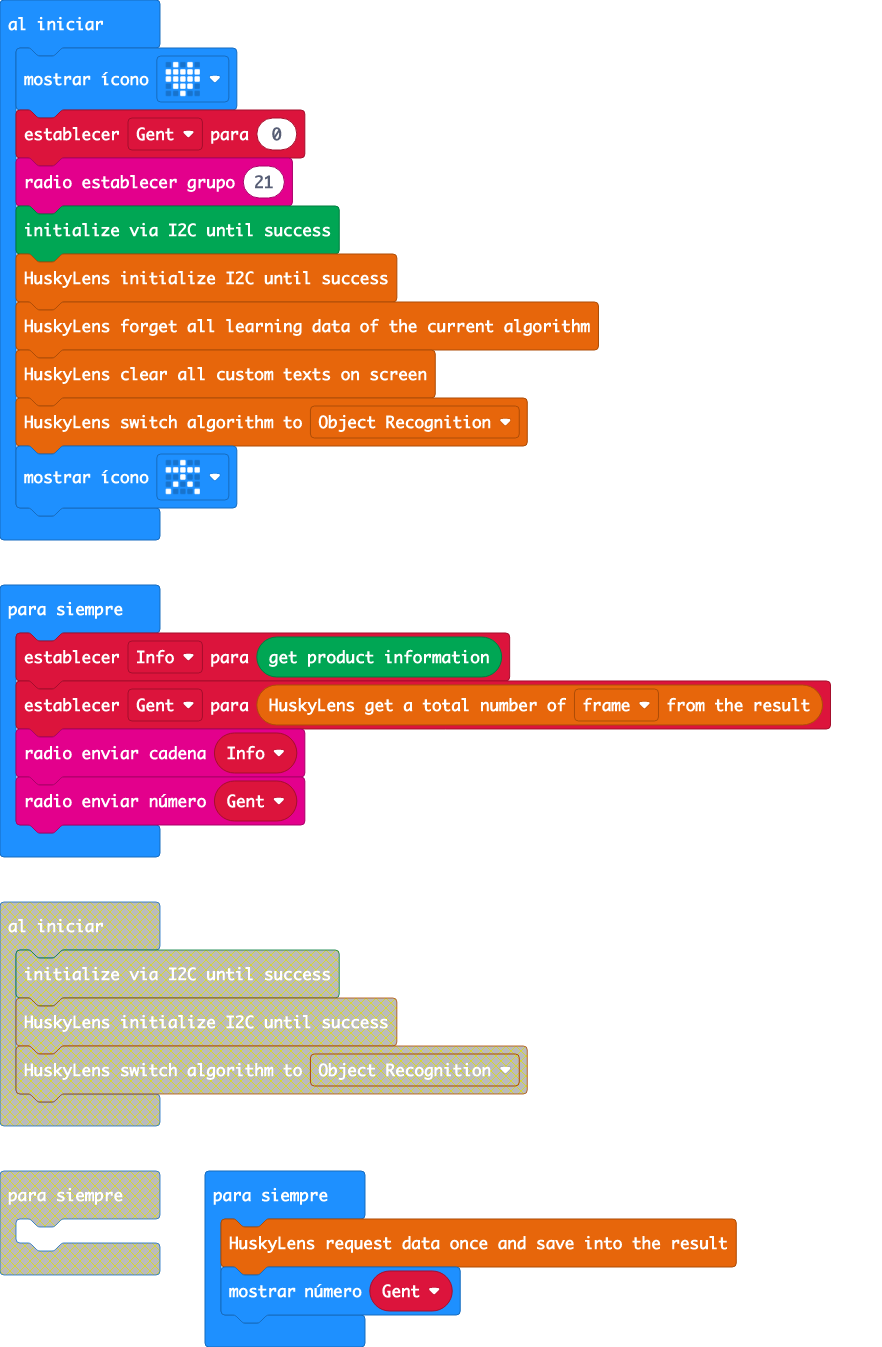 al iniciar
mostrar ícono
establecer Gent para 0
radio establecer grupo 21
initialize via I2C until success
HuskyLens initialize I2C until success
HuskyLens forget all learning data of the current algorithm
HuskyLens clear all custom texts on screen
HuskyLens switch algorithm to Object Recognition
mostrar ícono
para siempre
establecer Info para get product information
establecer Gent para HuskyLens get a total number of frame from the result
radio enviar cadena Info
radio enviar número Gent
al iniciar
initialize via I2C until success
HuskyLens initialize I2C until success
HuskyLens switch algorithm to Object Recognition
para siempre
para siempre
HuskyLens request data once and save into the result
mostrar número Gent